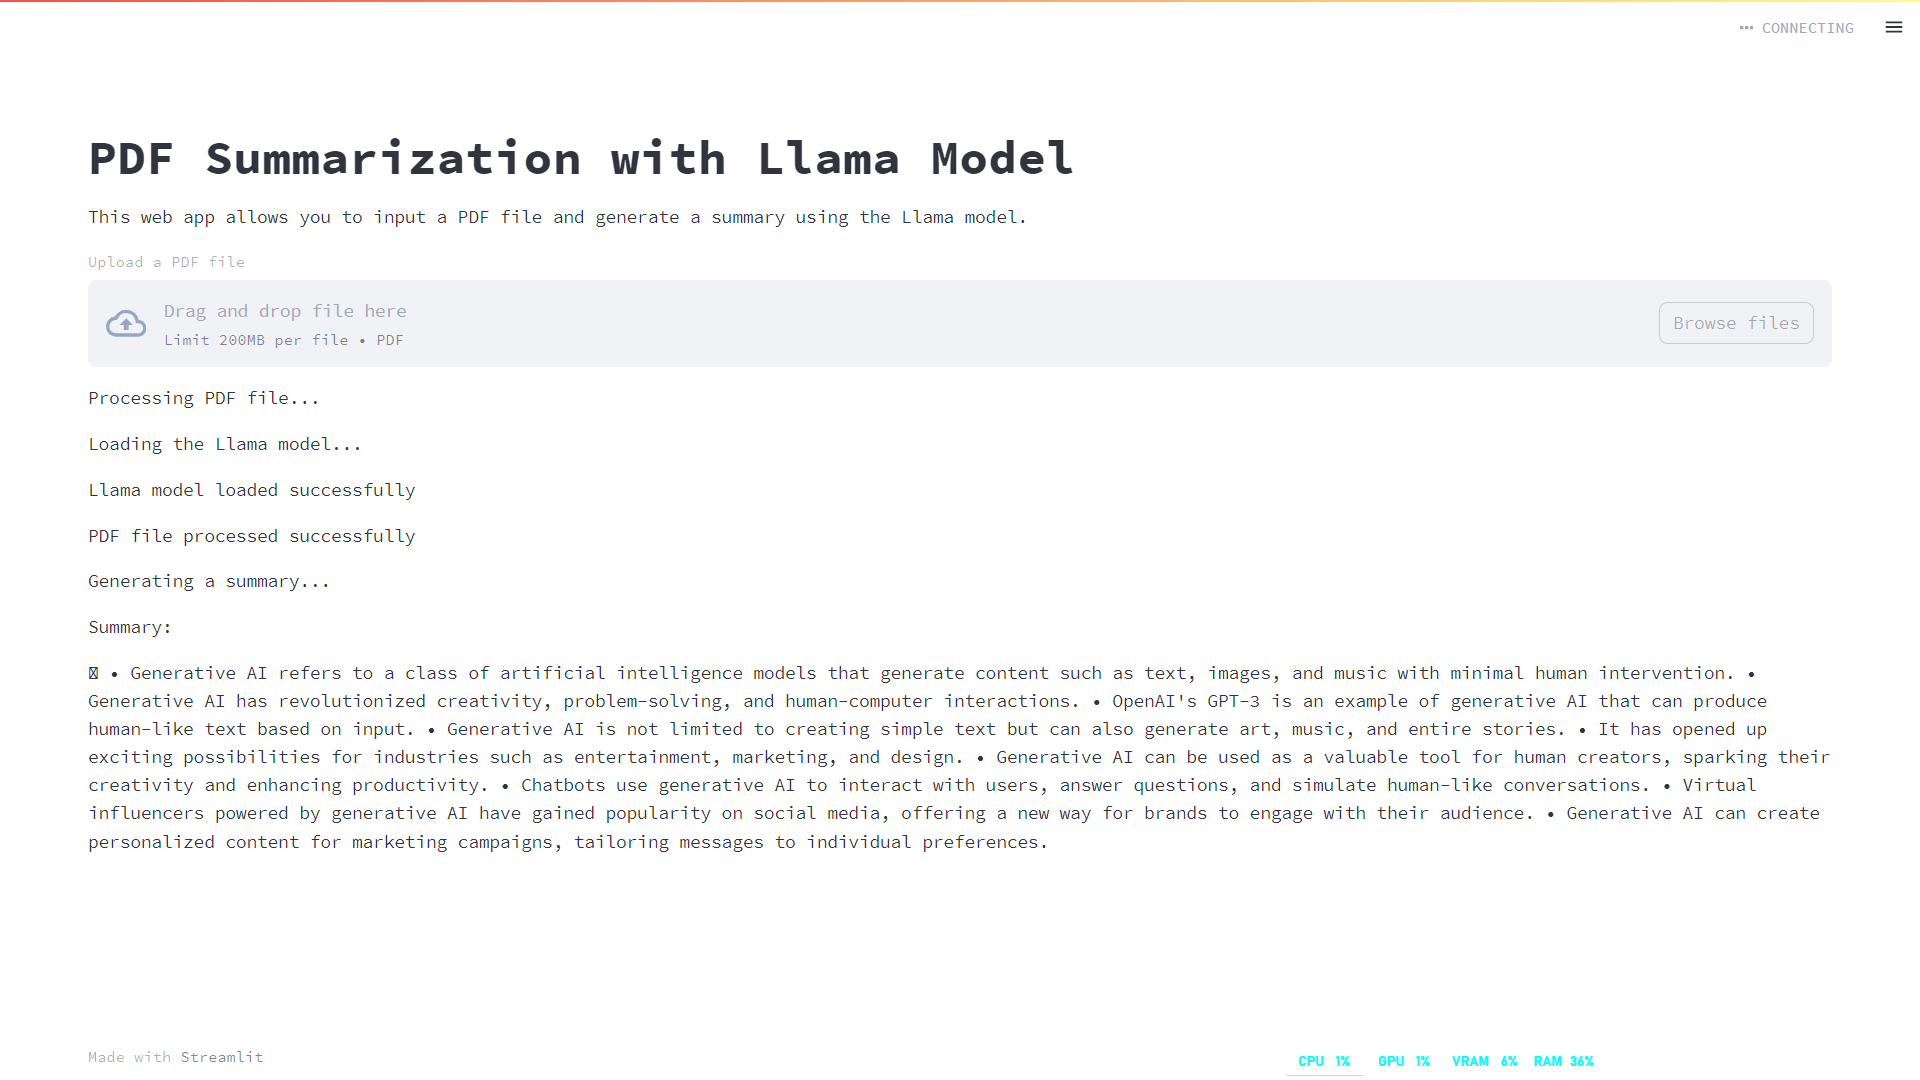 CONNECTING
PDF Summarization with Llama Model
This web app allows you to input a PDF file and generate a summary using the Llama model.
Upload a PDF file
Drag and drop file here
Limit 200MB per file • PDF
Browse files
Processing PDF file...
Loading the Llama model...
Llama model loaded successfully
PDF file processed successfully
Generating a summary...
Summary:
• Generative AI refers to a class of artificial intelligence models that generate content such as text, images, and music with minimal human intervention. •
Generative AI has revolutionized creativity, problem-solving, and human-computer interactions. • OpenAI's GPT-3 is an example of generative AI that can produce
human-like text based on input. • Generative AI is not limited to creating simple text but can also generate art, music, and entire stories. • It has opened up
exciting possibilities for industries such as entertainment, marketing, and design. • Generative AI can be used as a valuable tool for human creators, sparking their
creativity and enhancing productivity. • Chatbots use generative AI to interact with users, answer questions, and simulate human-like conversations. • Virtual
influencers powered by generative AI have gained popularity on social media, offering a new way for brands to engage with their audience. • Generative AI can create
personalized content for marketing campaigns, tailoring messages to individual preferences.
Made with Streamlit
CPU 1% GPU 1% VRAM 6% RAM 36%